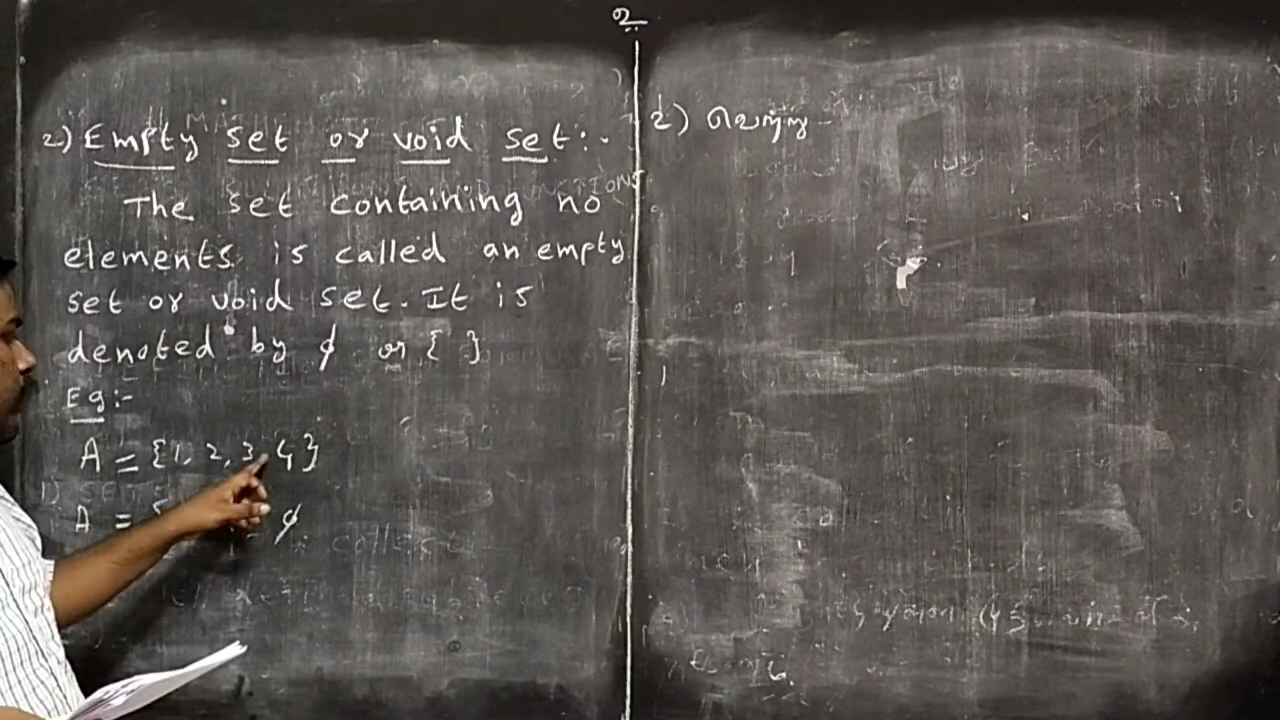 உ
2) Empty set or void set:-
The set containing no
elements is called an empty
set or void set. It is
denoted by ϕ or { }
Eg:-
A = {1, 2, 3, 4}
A = { ϕ
2) வெற்று